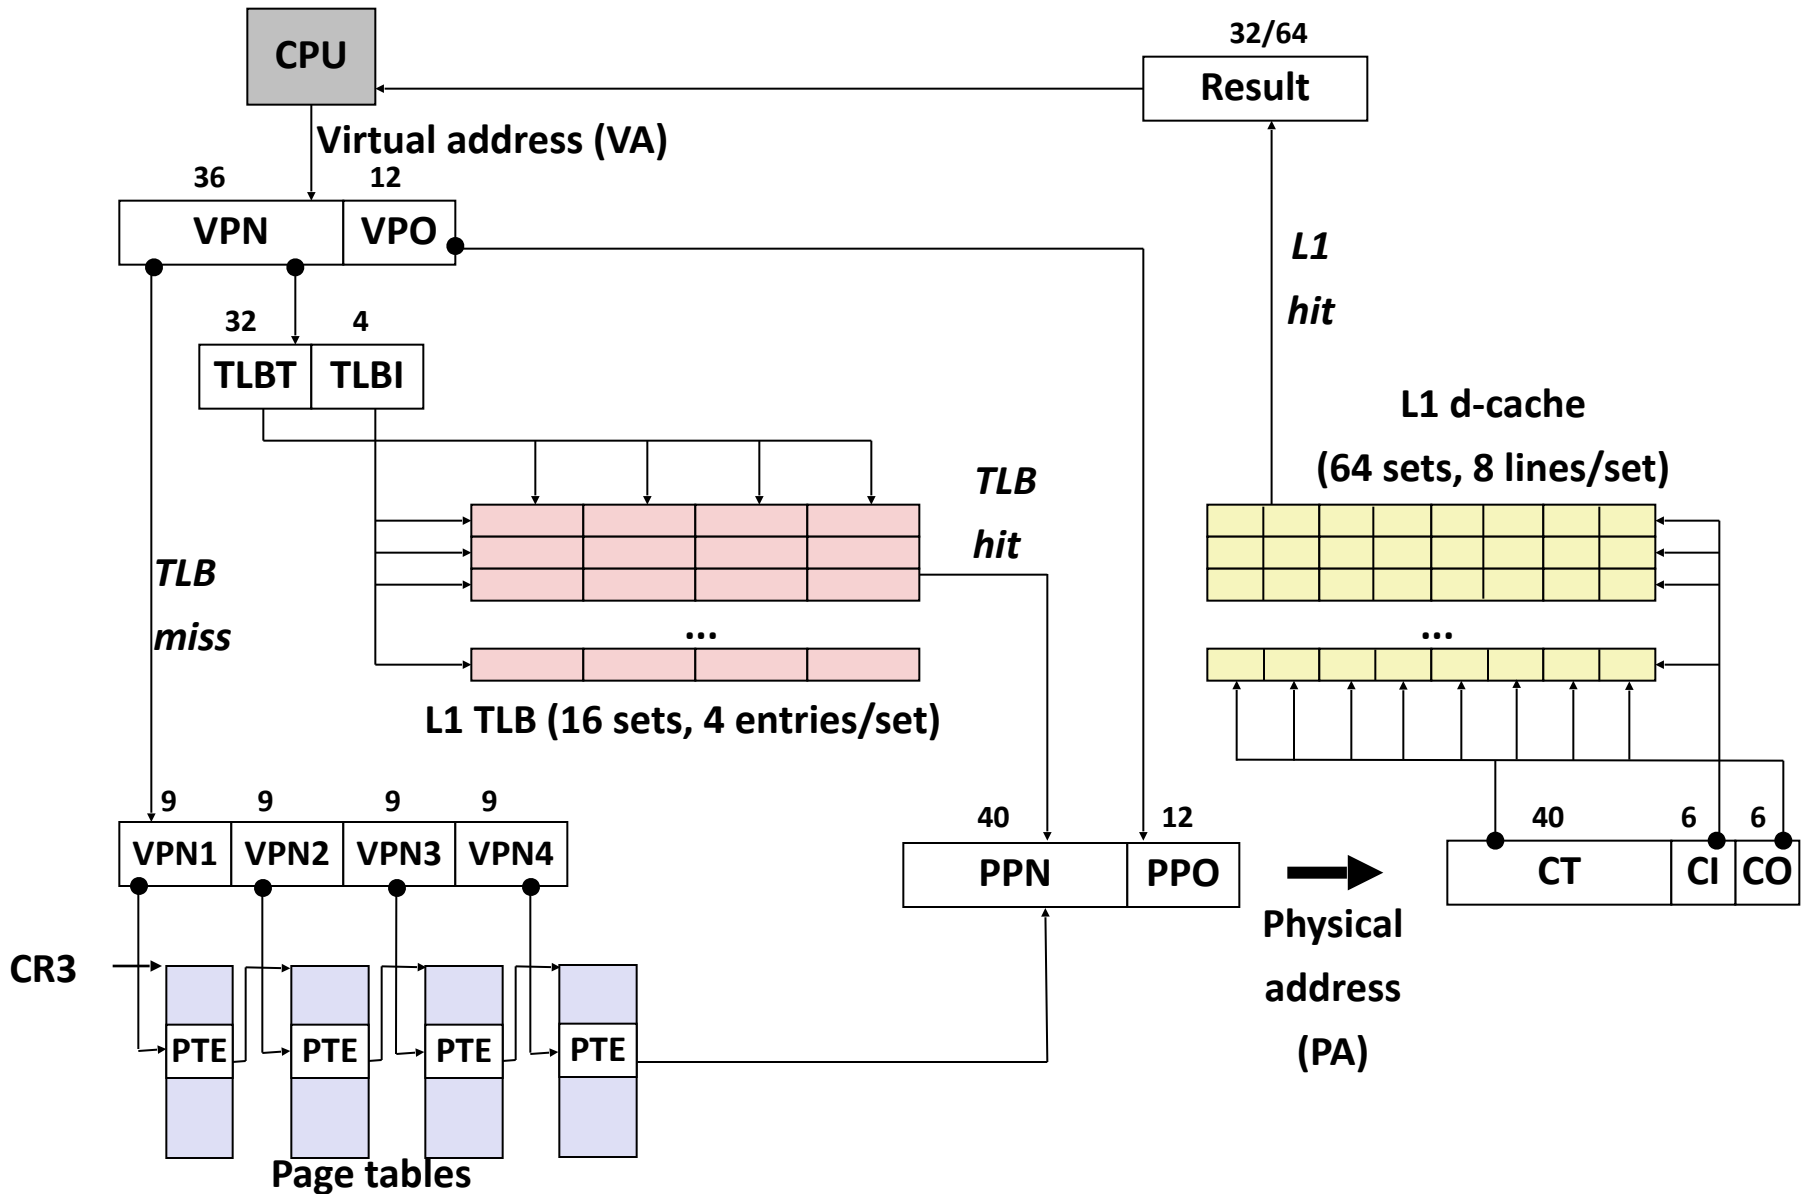 CPU
32/64
Result
Virtual address (VA)
36
12
VPN
VPO
L1
hit
32
4
TLBT
TLBI
L1 d-cache
(64 sets, 8 lines/set)
TLB
hit
TLB
miss
...
...
L1 TLB (16 sets, 4 entries/set)
9
9
9
9
VPN1
VPN2
VPN3
VPN4
40
12
PPN
PPO
40
6
6
CT
CI
CO
Physical
address
(PA)
CR3
PTE
PTE
PTE
PTE
Page tables